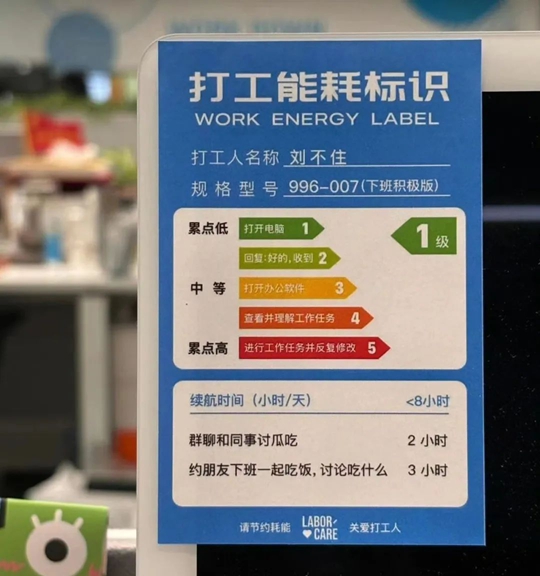 打工能耗标识
WORK ENERGY LABEL
打工人名称 刘不住
规格型号 996-007(下班积极版)
累点低 打开电脑 1
1级
回复:好的,收到 2
中等 打开办公软件 3
查看并理解工作任务 4
累点高 进行工作任务并反复修改 5
续航时间(小时/天) <8小时
群聊和同事讨瓜吃 2 小时
约朋友下班一起吃饭,讨论吃什么 3 小时
请节约耗能 LABOR CARE 关爱打工人